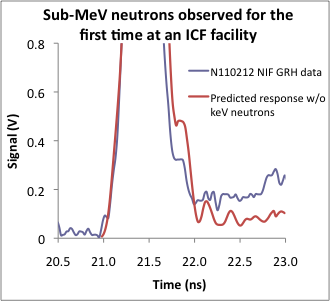 Sub-MeV neutrons observed for the
first time at an ICF facility
0.8
0.6
0.4
0.2
0
Signal (V)
N110212 NIF GRH data
Predicted response w/o
keV neutrons
20.5 21.0 21.5 22.0 22.5 23.0
Time (ns)